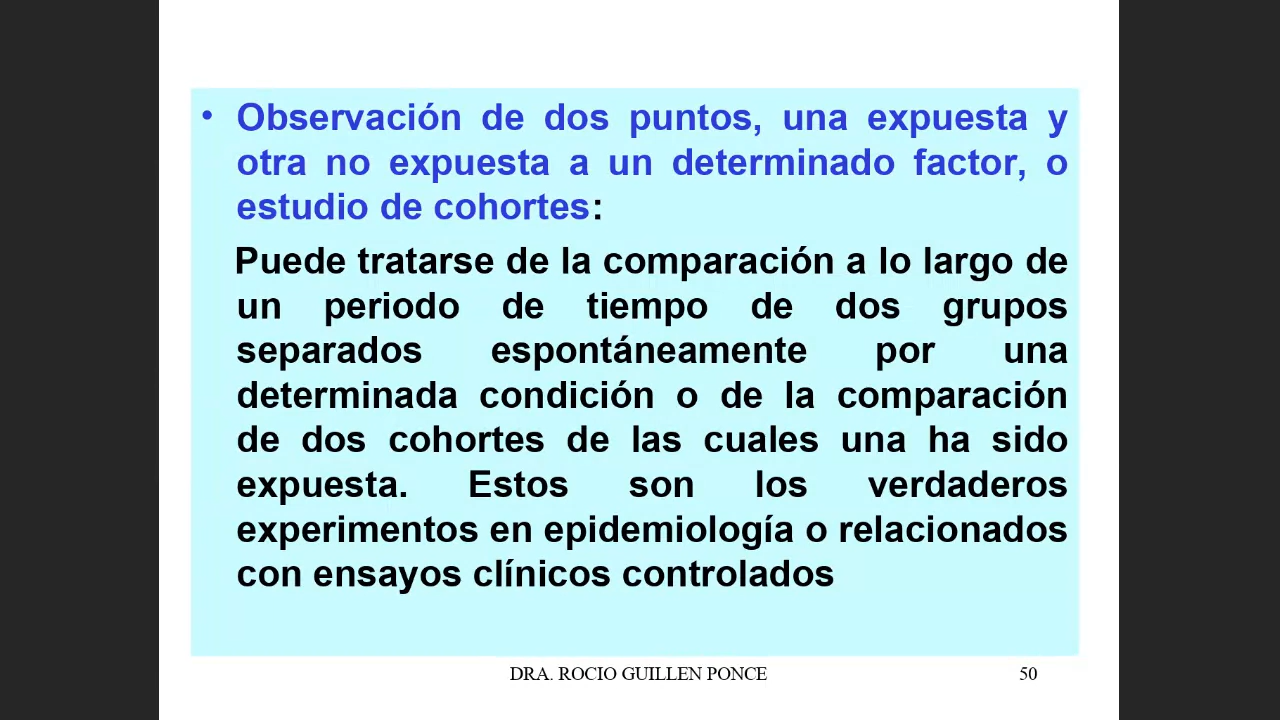 • Observación de dos puntos, una expuesta y
otra no expuesta a un determinado factor, o
estudio de cohortes:
Puede tratarse de la comparación a lo largo de
un periodo de tiempo de dos grupos
separados espontáneamente por una
determinada condición o de la comparación
de dos cohortes de las cuales una ha sido
expuesta. Estos son los verdaderos
experimentos en epidemiología o relacionados
con ensayos clínicos controlados
DRA. ROCIO GUILLEN PONCE 50